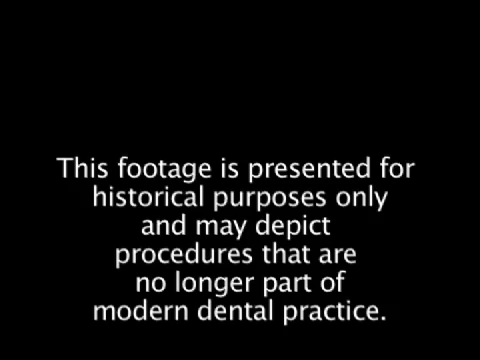 This footage is presented for
historical purposes only
and may depict
procedures that are
no longer part of
modern dental practice.